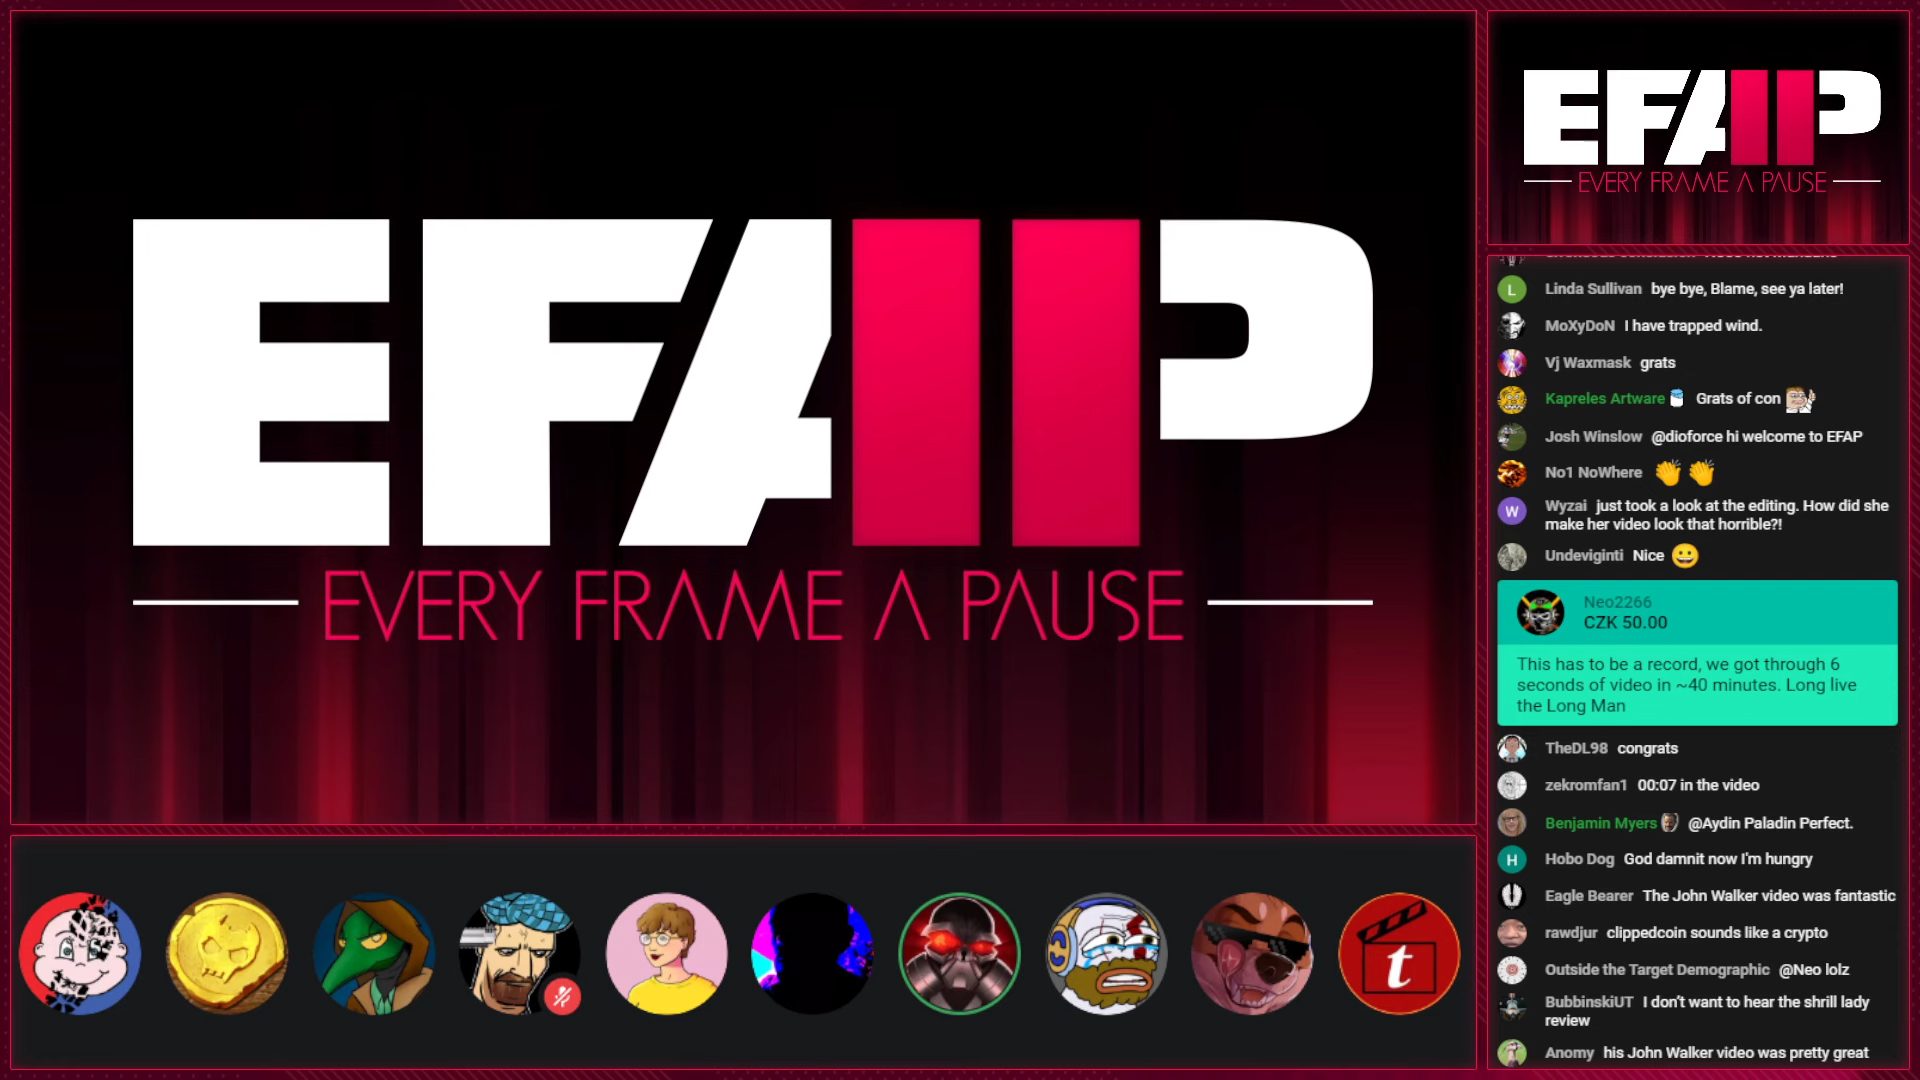 EFAP
EVERY FRAME A PAUSE
EFAP
EVERY FRAME A PAUSE
L
Linda Sullivan bye bye, Blame, see ya later!
MoXyDoN I have trapped wind.
Vj Waxmask grats
Kapreles Artware Grats of con
Josh Winslow @dioforce hi welcome to EFAP
No1 NoWhere 👏 👏
W
Wyzai just took a look at the editing. How did she
make her video look that horrible?!
Undeviginti Nice 😀
Neo2266
CZK 50.00
This has to be a record, we got through 6
seconds of video in ~40 minutes. Long live
the Long Man
TheDL98 congrats
zekromfan1 00:07 in the video
Benjamin Myers @Aydin Paladin Perfect.
H
Hobo Dog God damnit now I'm hungry
Eagle Bearer The John Walker video was fantastic
rawdjur clippedcoin sounds like a crypto
Outside the Target Demographic @Neo lolz
BubbinskiUT I don't want to hear the shrill lady
review
Anomy his John Walker video was pretty great
t